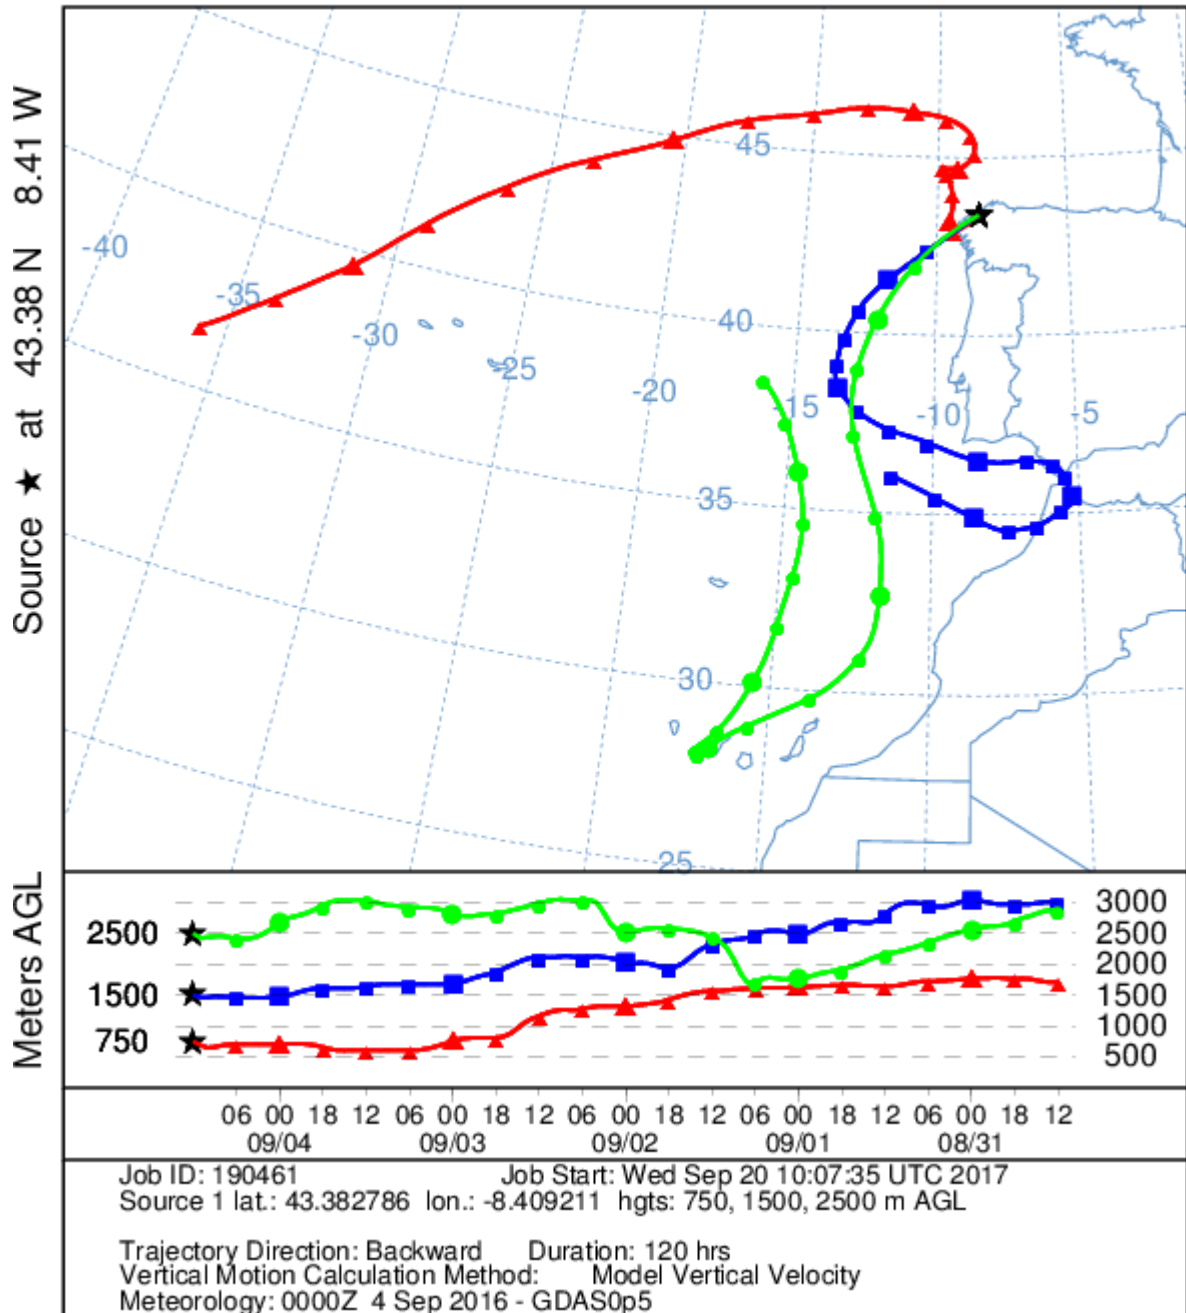 Source ★ at 43.38 N 8.41 W
45
-40
-35
-30
-25
-20
-15
-10
-5
40
35
30
25
Meters AGL
2500
1500
750
3000
2500
2000
1500
1000
500
06 00 18 12 06 00 18 12 06 00 18 12 06 00 18 12 06 00 18 12
09/04 09/03 09/02 09/01 08/31
Job ID: 190461 Job Start: Wed Sep 20 10:07:35 UTC 2017
Source 1 lat.: 43.382786 lon.: -8.409211 hgts: 750, 1500, 2500 m AGL
Trajectory Direction: Backward Duration: 120 hrs
Vertical Motion Calculation Method: Model Vertical Velocity
Meteorology: 0000Z 4 Sep 2016 - GDAS0p5